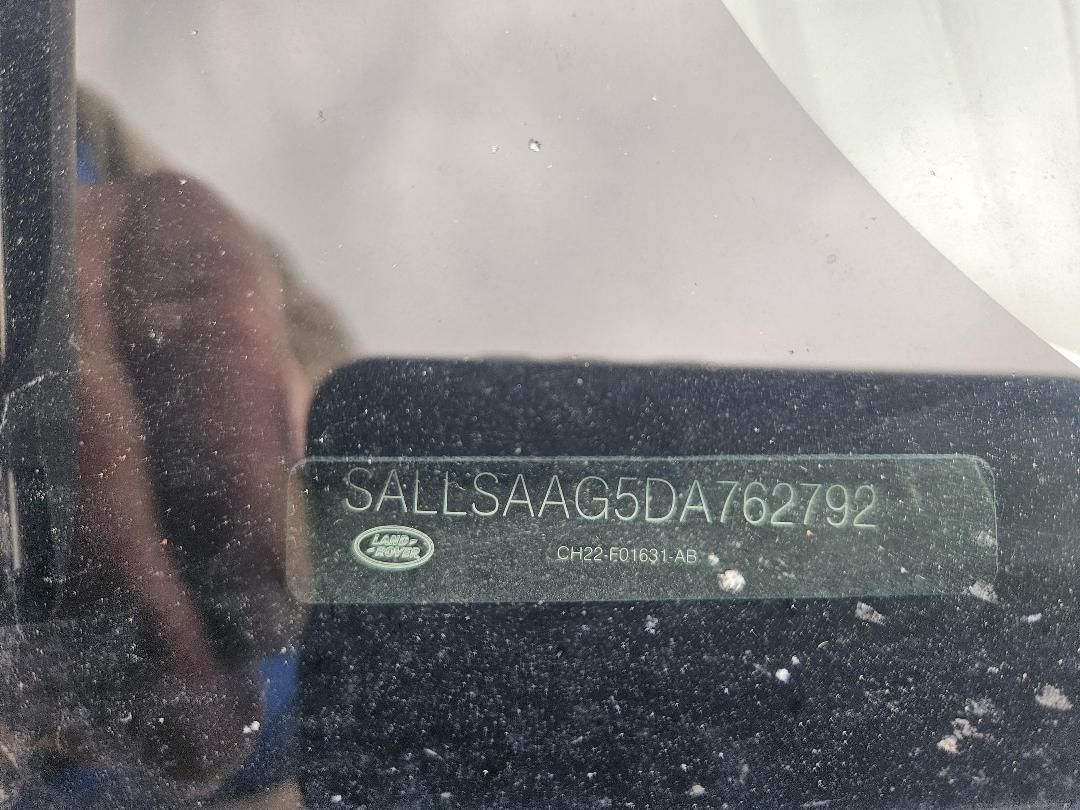 SALLSAAG5DA762792
LAND-
-ROVER
CH22-F01631-AB